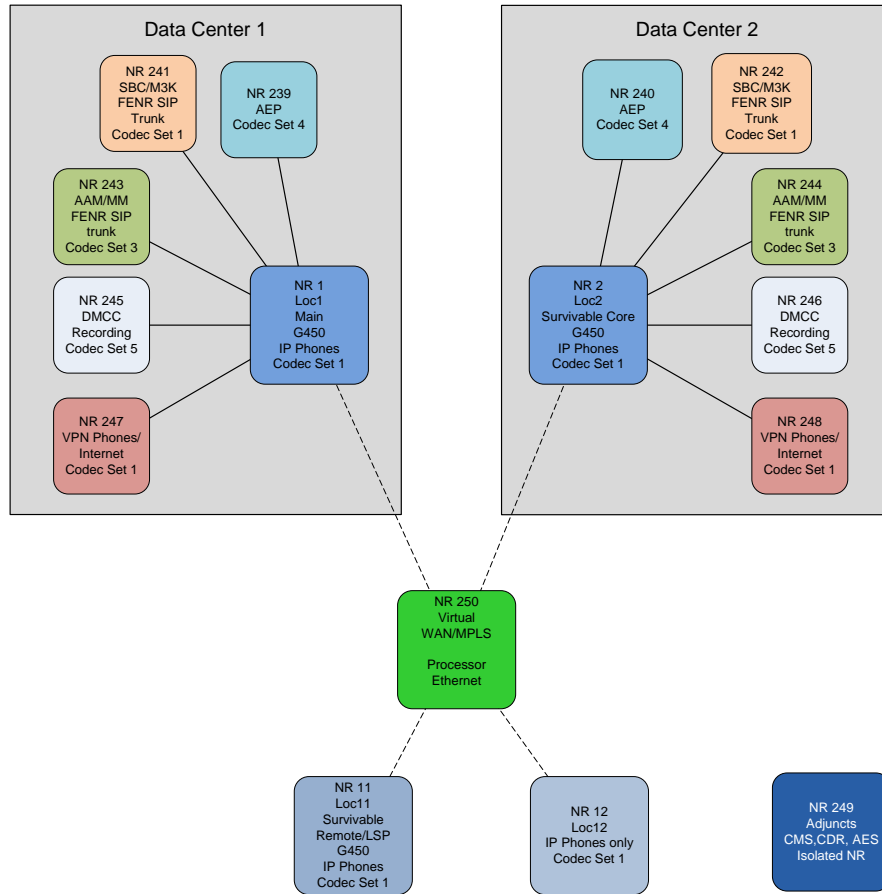 Data Center 1
NR 241
SBC/M3K
FENR SIP
Trunk
Codec Set 1
NR 239
AEP
Codec Set 4
NR 243
AAM/MM
FENR SIP
trunk
Codec Set 3
NR 245
DMCC
Recording
Codec Set 5
NR 1
Loc1
Main
G450
IP Phones
Codec Set 1
NR 247
VPN Phones/
Internet
Codec Set 1
Data Center 2
NR 240
AEP
Codec Set 4
NR 242
SBC/M3K
FENR SIP
Trunk
Codec Set 1
NR 244
AAM/MM
FENR SIP
trunk
Codec Set 3
NR 2
Loc2
Survivable Core
G450
IP Phones
Codec Set 1
NR 246
DMCC
Recording
Codec Set 5
NR 248
VPN Phones/
Internet
Codec Set 1
NR 250
Virtual
WAN/MPLS
Processor
Ethernet
NR 11
Loc11
Survivable
Remote/LSP
G450
IP Phones
Codec Set 1
NR 12
Loc12
IP Phones only
Codec Set 1
NR 249
Adjuncts
CMS,CDR, AES
Isolated NR